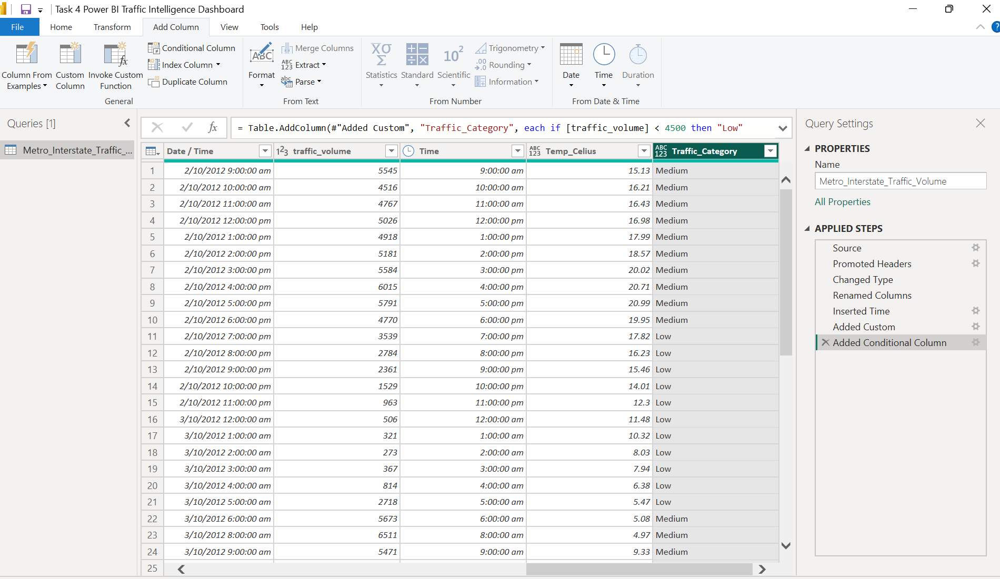 Task 4 Power BI Traffic Intelligence Dashboard
File Home Transform Add Column View Tools Help
?
Column From Examples
Custom Column
Invoke Custom Function
Conditional Column
Index Column
Duplicate Column
General
ABC
Format
Merge Columns
ABC 123 Extract
abc Parse
From Text
XΟ Σ
Statistics
Standard
10²
Scientific
Trigonometry
.00 →.0 Rounding
Information
From Number
Date
Time
Duration
From Date & Time
Queries [1]
Metro_Interstate_Traffic_...
fx
= Table.AddColumn(#"Added Custom", "Traffic_Category", each if [traffic_volume] < 4500 then "Low"
Date / Time 1²3 traffic_volume Time ABC 123 Temp_Celius ABC 123 Traffic_Category
1 2/10/2012 9:00:00 am 5545 9:00:00 am 15.13 Medium
2 2/10/2012 10:00:00 am 4516 10:00:00 am 16.21 Medium
3 2/10/2012 11:00:00 am 4767 11:00:00 am 16.43 Medium
4 2/10/2012 12:00:00 pm 5026 12:00:00 pm 16.98 Medium
5 2/10/2012 1:00:00 pm 4918 1:00:00 pm 17.99 Medium
6 2/10/2012 2:00:00 pm 5181 2:00:00 pm 18.57 Medium
7 2/10/2012 3:00:00 pm 5584 3:00:00 pm 20.02 Medium
8 2/10/2012 4:00:00 pm 6015 4:00:00 pm 20.71 Medium
9 2/10/2012 5:00:00 pm 5791 5:00:00 pm 20.99 Medium
10 2/10/2012 6:00:00 pm 4770 6:00:00 pm 19.95 Medium
11 2/10/2012 7:00:00 pm 3539 7:00:00 pm 17.82 Low
12 2/10/2012 8:00:00 pm 2784 8:00:00 pm 16.23 Low
13 2/10/2012 9:00:00 pm 2361 9:00:00 pm 15.46 Low
14 2/10/2012 10:00:00 pm 1529 10:00:00 pm 14.01 Low
15 2/10/2012 11:00:00 pm 963 11:00:00 pm 12.3 Low
16 3/10/2012 12:00:00 am 506 12:00:00 am 11.48 Low
17 3/10/2012 1:00:00 am 321 1:00:00 am 10.32 Low
18 3/10/2012 2:00:00 am 273 2:00:00 am 8.03 Low
19 3/10/2012 3:00:00 am 367 3:00:00 am 7.94 Low
20 3/10/2012 4:00:00 am 814 4:00:00 am 6.38 Low
21 3/10/2012 5:00:00 am 2718 5:00:00 am 5.47 Low
22 3/10/2012 6:00:00 am 5673 6:00:00 am 5.08 Medium
23 3/10/2012 8:00:00 am 6511 8:00:00 am 4.97 Medium
24 3/10/2012 9:00:00 am 5471 9:00:00 am 9.33 Medium
25
Query Settings
PROPERTIES
Name
Metro_Interstate_Traffic_Volume
All Properties
APPLIED STEPS
Source
Promoted Headers
Changed Type
Renamed Columns
Inserted Time
Added Custom
Added Conditional Column